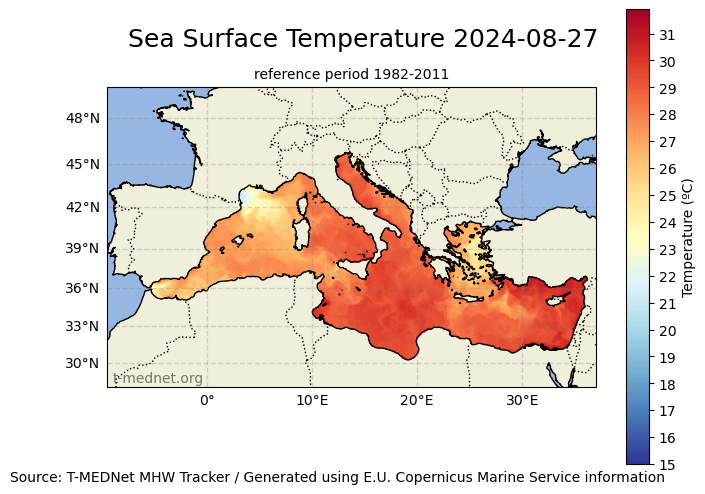 Sea Surface Temperature 2024-08-27
reference period 1982-2011
48°N
45°N
42°N
39°N
36°N
33°N
30°N
t-mednet.org
0°
10°E
20°E
30°E
31
30
29
28
27
26
25
24
23
22
21
20
19
18
17
16
15
Temperature (ºC)
Source: T-MEDNet MHW Tracker / Generated using E.U. Copernicus Marine Service information